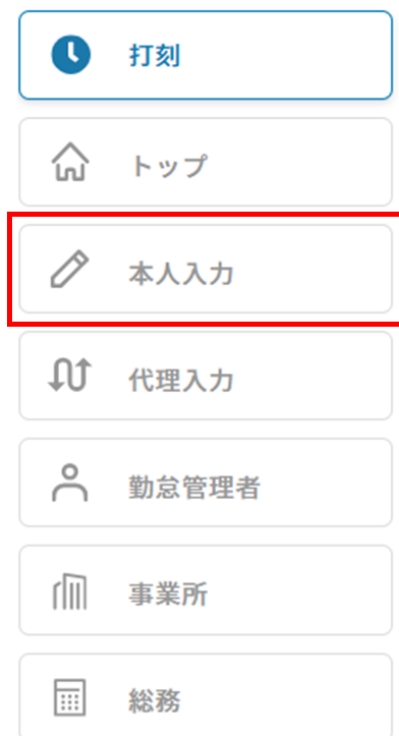 打刻
トップ
本人入力
代理入力
勤怠管理者
事業所
総務